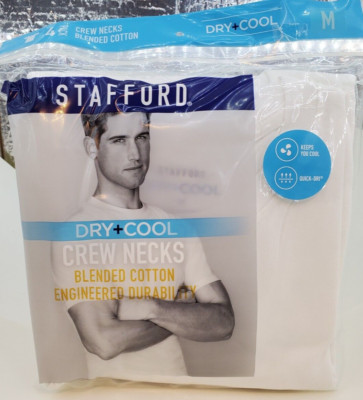 CREW NECKS
BLENDED COTTON
DRY+COOL
M
STAFFORD®
KEEPS
YOU COOL
QUICK-DRI™
DRY+COOL
CREW NECKS
BLENDED COTTON
ENGINEERED DURABILITY